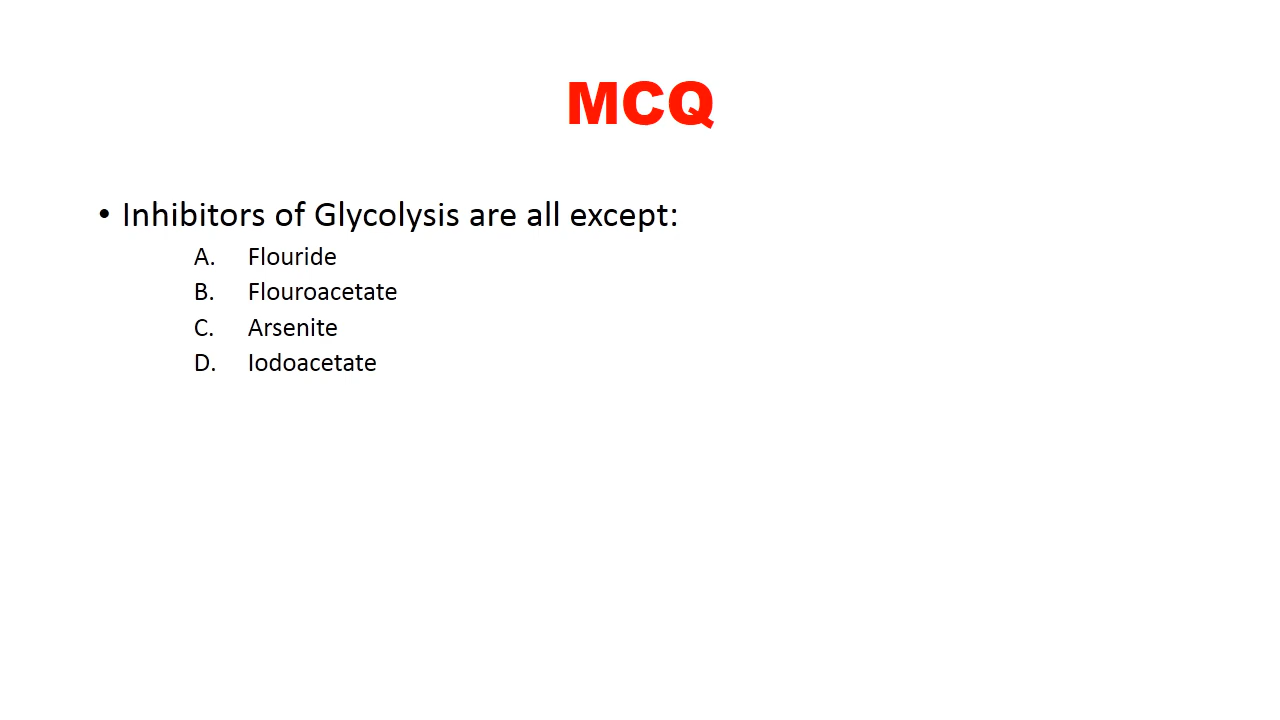 MCQ
• Inhibitors of Glycolysis are all except:
A. Flouride
B. Flouroacetate
C. Arsenite
D. Iodoacetate